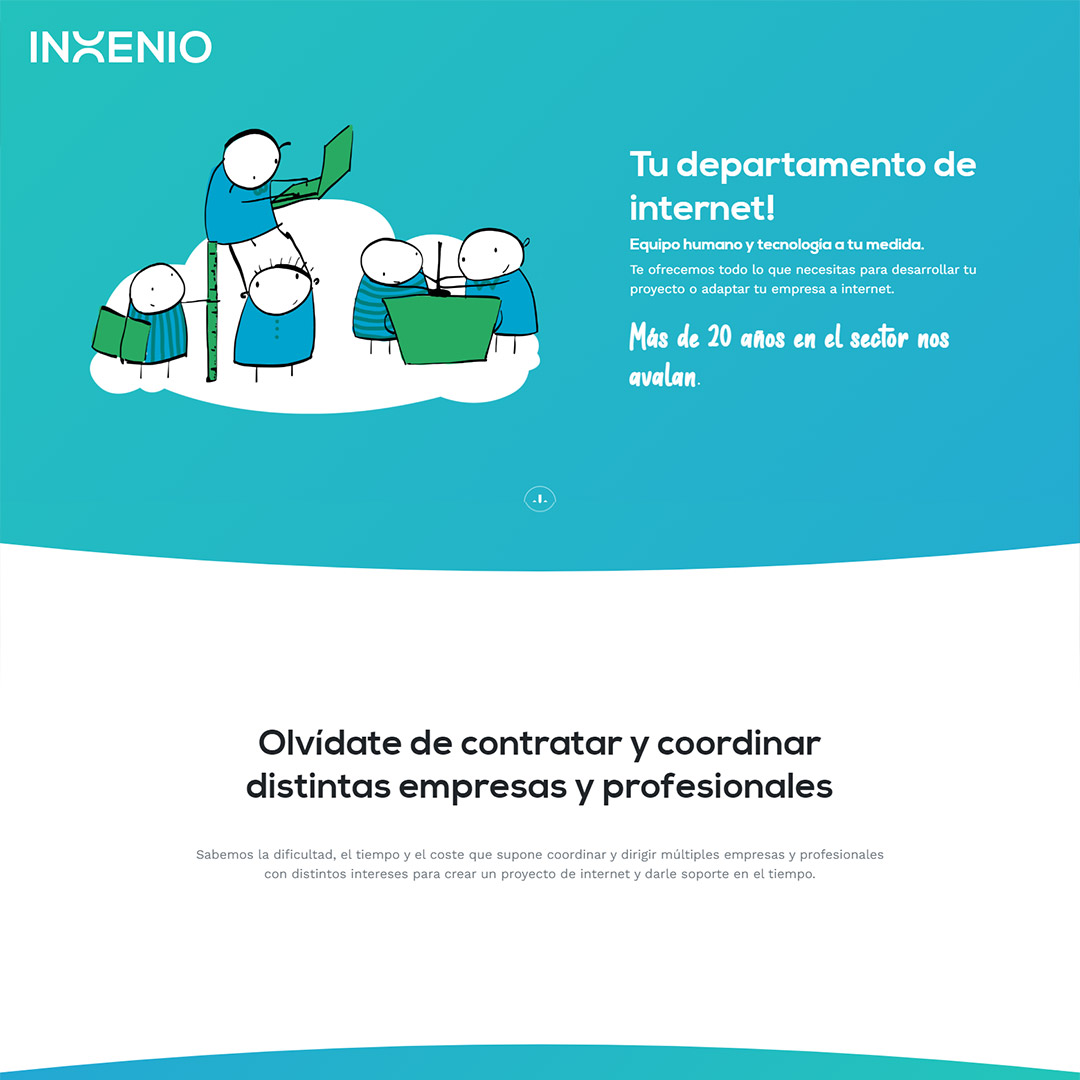 INXENIO
Tu departamento de
internet!
Equipo humano y tecnología a tu medida.
Te ofrecemos todo lo que necesitas para desarrollar tu
proyecto o adaptar tu empresa a internet.
Más de 20 años en el sector nos
avalan.
Olvídate de contratar y coordinar
distintas empresas y profesionales
Sabemos la dificultad, el tiempo y el coste que supone coordinar y dirigir múltiples empresas y profesionales
con distintos intereses para crear un proyecto de internet y darle soporte en el tiempo.